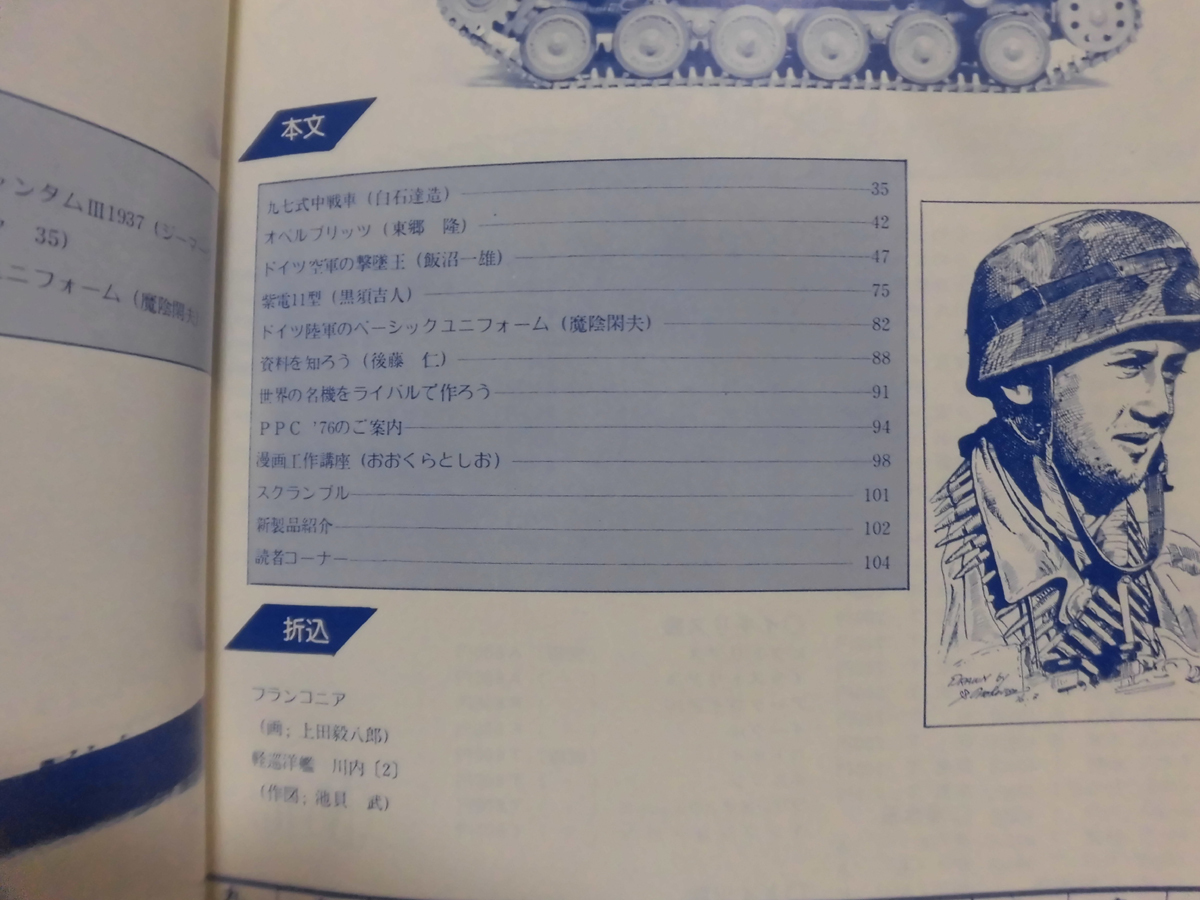 ンタムⅢ1937（ジーマ
35）
ニフォーム（魔陰閑夫）
本文
九七式中戦車（白石達造） 35
オペルブリッツ（東郷　隆） 42
ドイツ空軍の撃墜王（飯沼一雄） 47
紫電11型（黒須吉人） 75
ドイツ陸軍のベーシックユニフォーム（魔陰閑夫） 82
資料を知ろう（後藤　仁） 88
世界の名機をライバルで作ろう 91
PPC '76のご案内 94
漫画工作講座（おおくらとしお） 98
スクランブル 101
新製品紹介 102
読者コーナー 104
折込
フランコニア
（画；上田毅八郎）
軽巡洋艦　川内〔2〕
（作図；池貝　武）
DRAWN by